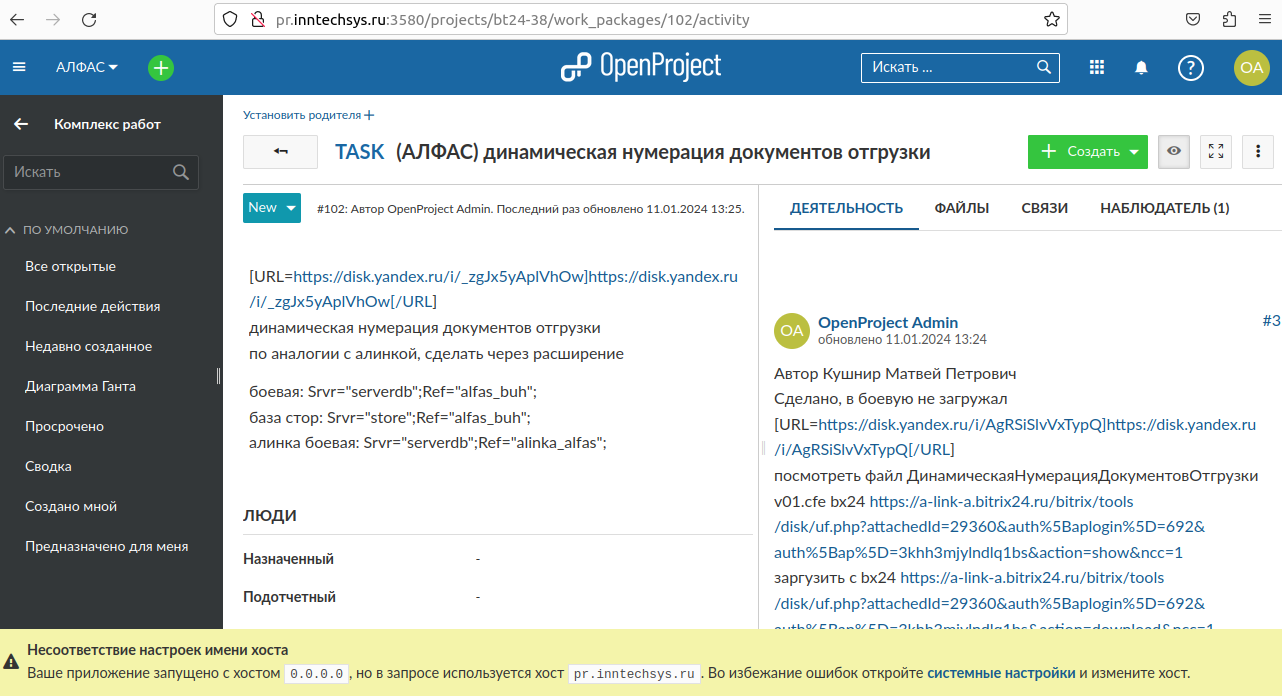 pr.inntechsys.ru:3580/projects/bt24-38/work_packages/102/activity
АЛФАС
OpenProject
Искать ...
?
OA
Комплекс работ
Искать
ПО УМОЛЧАНИЮ
Все открытые
Последние действия
Недавно созданное
Диаграмма Ганта
Просрочено
Сводка
Создано мной
Предназначено для меня
Установить родителя +
TASK (АЛФАС) динамическая нумерация документов отгрузки
+ Создать
New
#102: Автор OpenProject Admin. Последний раз обновлено 11.01.2024 13:25.
[URL=https://disk.yandex.ru/i/_zgJx5yAplVhOw]https://disk.yandex.ru
/i/_zgJx5yAplVhOw[/URL]
динамическая нумерация документов отгрузки
по аналогии с алинкой, сделать через расширение
боевая: Srvr="serverdb";Ref="alfas_buh";
база стор: Srvr="store";Ref="alfas_buh";
алинка боевая: Srvr="serverdb";Ref="alinka_alfas";
ЛЮДИ
Назначенный -
Подотчетный -
ДЕЯТЕЛЬНОСТЬ ФАЙЛЫ СВЯЗИ НАБЛЮДАТЕЛЬ (1)
OA
OpenProject Admin
#3
обновлено 11.01.2024 13:24
Автор Кушнир Матвей Петрович
Сделано, в боевую не загружал
[URL=https://disk.yandex.ru/i/AgRSiSlvVxTypQ]https://disk.yandex.ru
/i/AgRSiSlvVxTypQ[/URL]
посмотреть файл ДинамическаяНумерацияДокументовОтгрузки
v01.cfe bx24 https://a-link-a.bitrix24.ru/bitrix/tools
/disk/uf.php?attachedId=29360&auth%5Baplogin%5D=692&
auth%5Bap%5D=3khh3mjylndlq1bs&action=show&ncc=1
заргузить с bx24 https://a-link-a.bitrix24.ru/bitrix/tools
/disk/uf.php?attachedId=29360&auth%5Baplogin%5D=692&
auth%5Bap%5D=3khh3mjylndlq1bs&action=download&ncc=1
Несоответствие настроек имени хоста
Ваше приложение запущено с хостом 0.0.0.0, но в запросе используется хост pr.inntechsys.ru. Во избежание ошибок откройте системные настройки и измените хост.